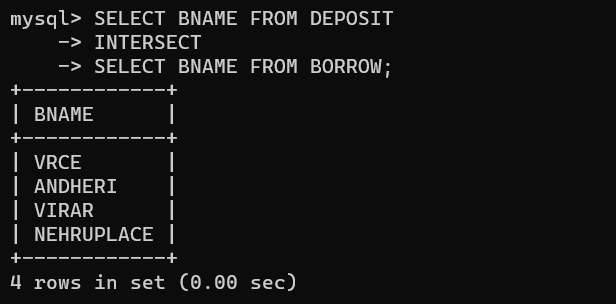 mysql> SELECT BNAME FROM DEPOSIT
    -> INTERSECT
    -> SELECT BNAME FROM BORROW;
+------------+
| BNAME      |
+------------+
| VRCE       |
| ANDHERI    |
| VIRAR      |
| NEHRUPLACE |
+------------+
4 rows in set (0.00 sec)